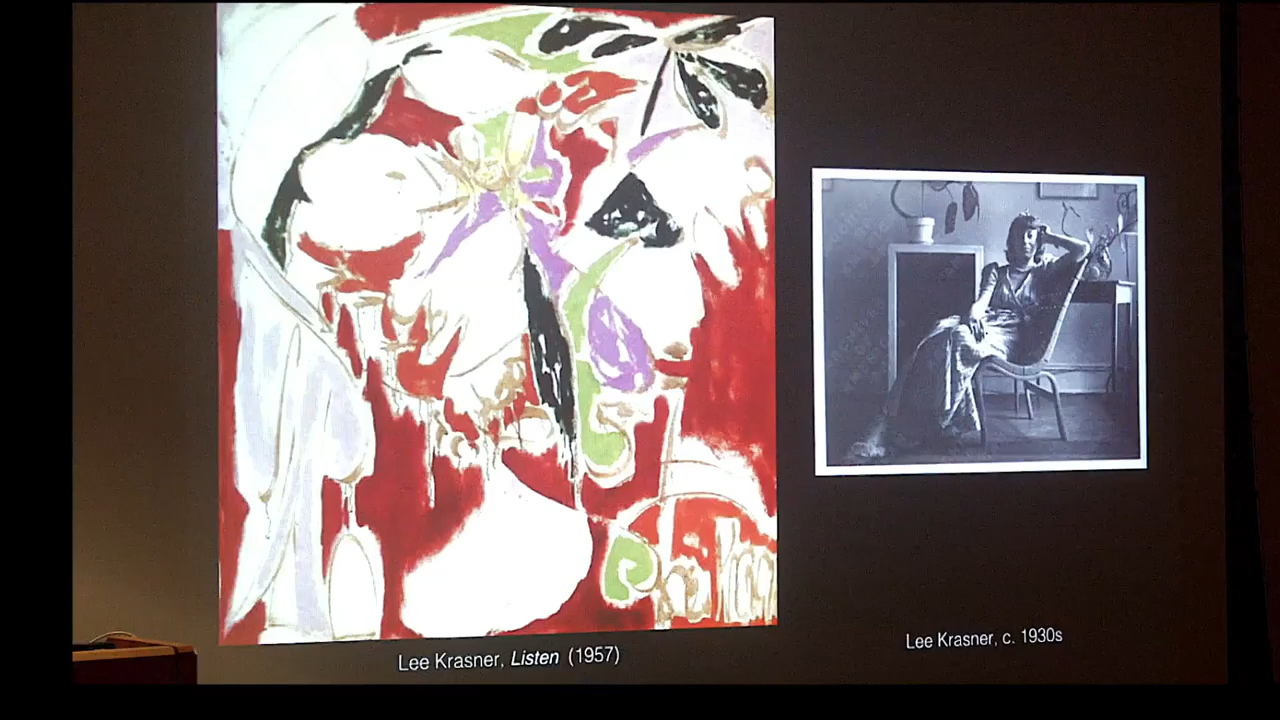 Lee Krasner, Listen (1957)
Lee Krasner, c. 1930s